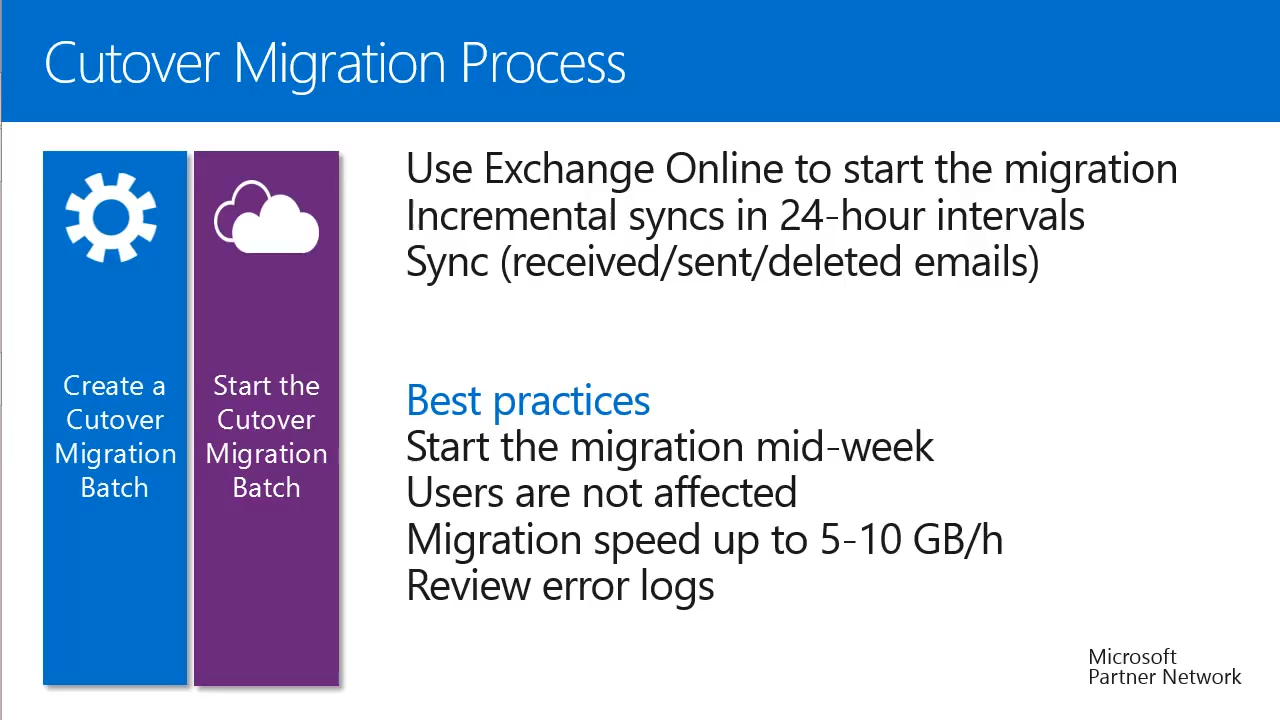 Cutover Migration Process
Create a
Cutover
Migration
Batch
Start the
Cutover
Migration
Batch
Use Exchange Online to start the migration
Incremental syncs in 24-hour intervals
Sync (received/sent/deleted emails)
Best practices
Start the migration mid-week
Users are not affected
Migration speed up to 5-10 GB/h
Review error logs
Microsoft
Partner Network